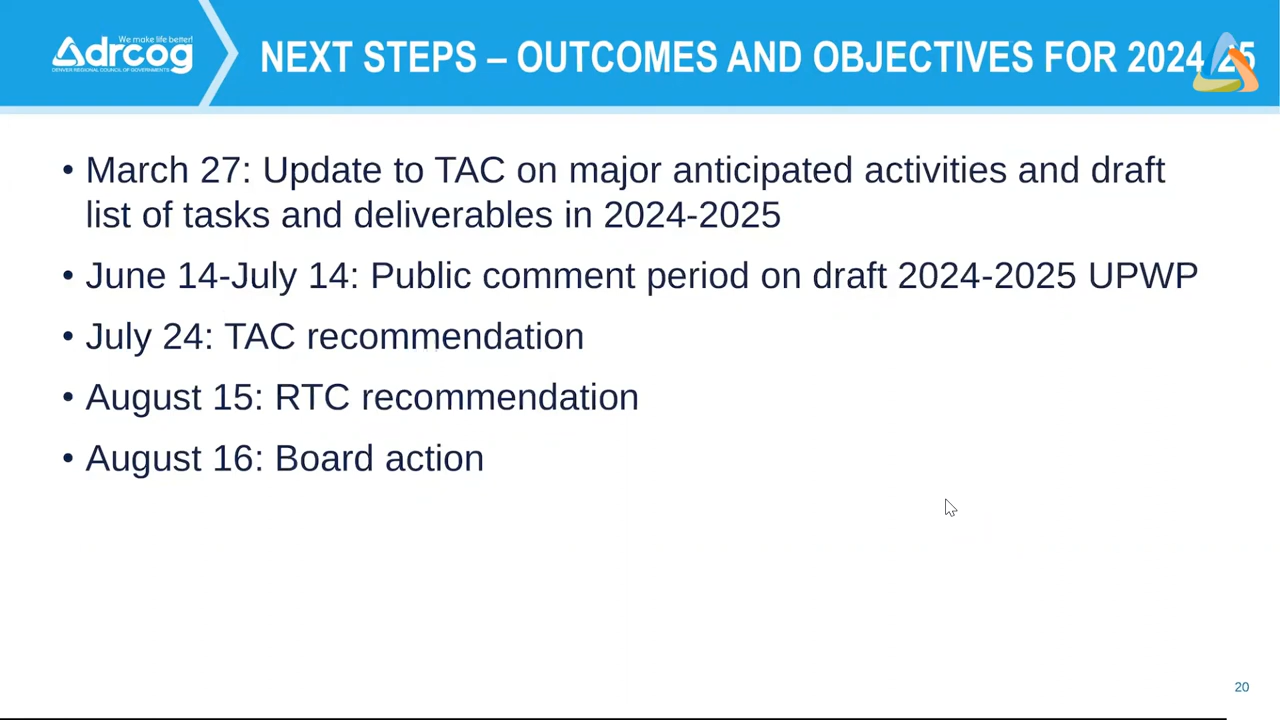 We make life better!
drcog
DENVER REGIONAL COUNCIL OF GOVERNMENTS
NEXT STEPS – OUTCOMES AND OBJECTIVES FOR 2024-25
• March 27: Update to TAC on major anticipated activities and draft
list of tasks and deliverables in 2024-2025
• June 14-July 14: Public comment period on draft 2024-2025 UPWP
• July 24: TAC recommendation
• August 15: RTC recommendation
• August 16: Board action
20